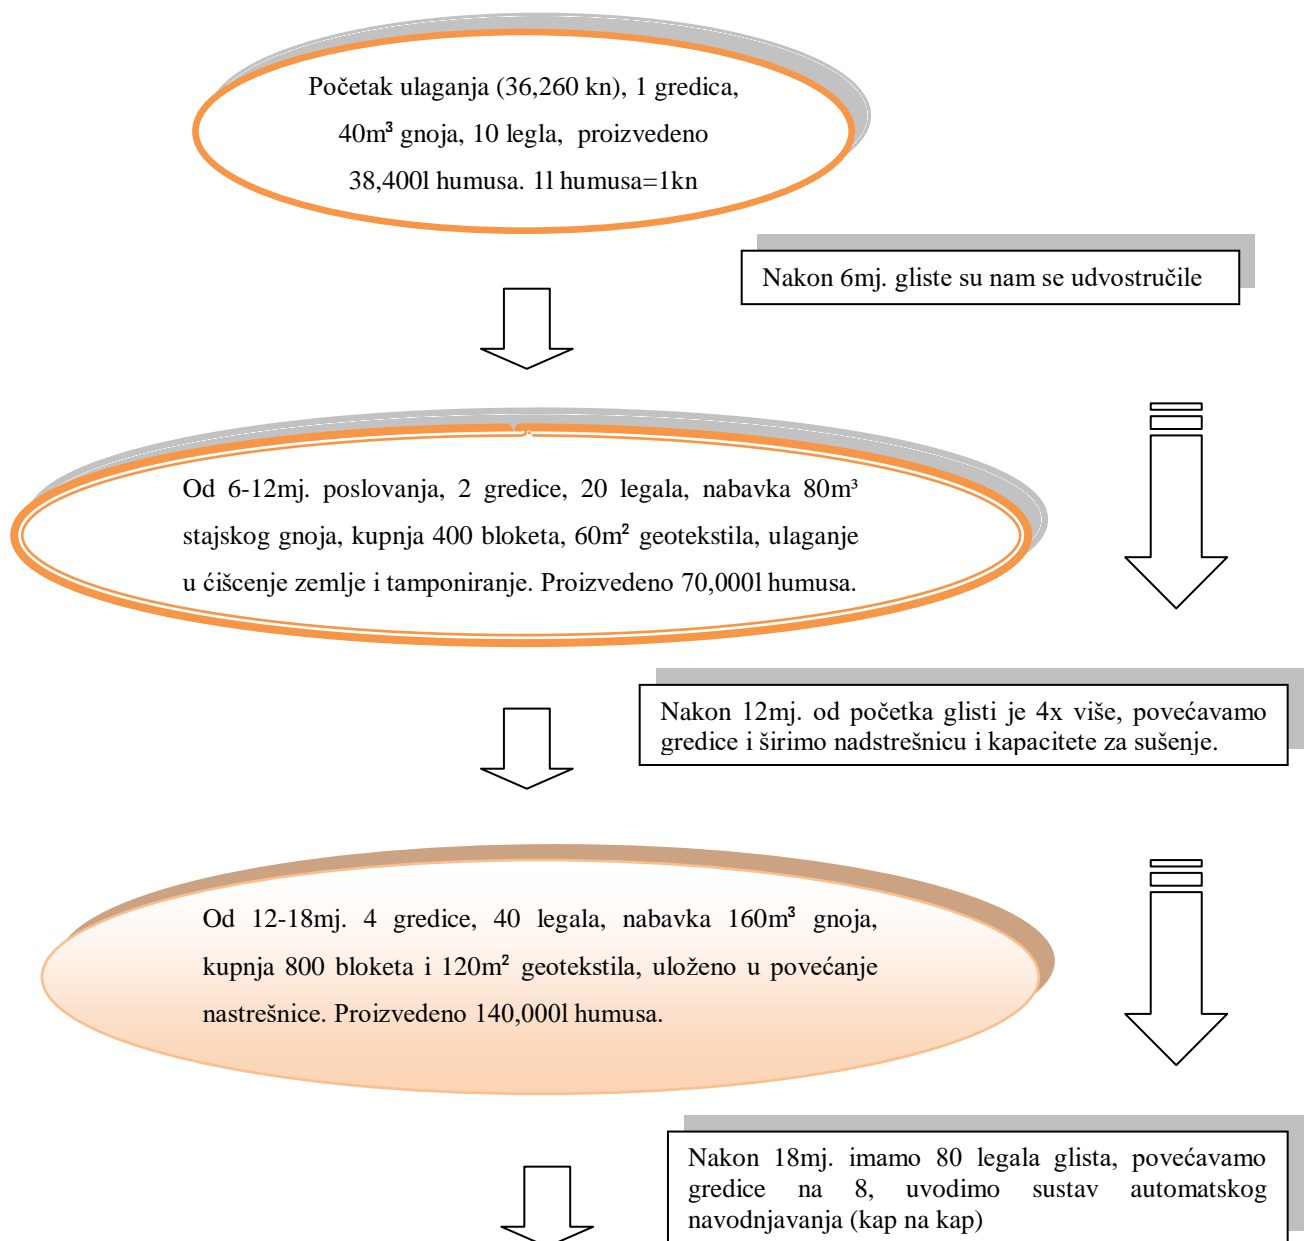 Početak ulaganja (36,260 kn), 1 gredica,
40m³ gnoja, 10 legla, proizvedeno
38,400l humusa. 1l humusa=1kn
Nakon 6mj. gliste su nam se udvostručile
Od 6-12mj. poslovanja, 2 gredice, 20 legala, nabavka 80m³
stajskog gnoja, kupnja 400 bloketa, 60m² geotekstila, ulaganje
u ćišcenje zemlje i tamponiranje. Proizvedeno 70,000l humusa.
Nakon 12mj. od početka glisti je 4x više, povećavamo
gredice i širimo nadstrešnicu i kapacitete za sušenje.
Od 12-18mj. 4 gredice, 40 legala, nabavka 160m³ gnoja,
kupnja 800 bloketa i 120m² geotekstila, uloženo u povećanje
nastrešnice. Proizvedeno 140,000l humusa.
Nakon 18mj. imamo 80 legala glista, povećavamo
gredice na 8, uvodimo sustav automatskog
navodnjavanja (kap na kap)